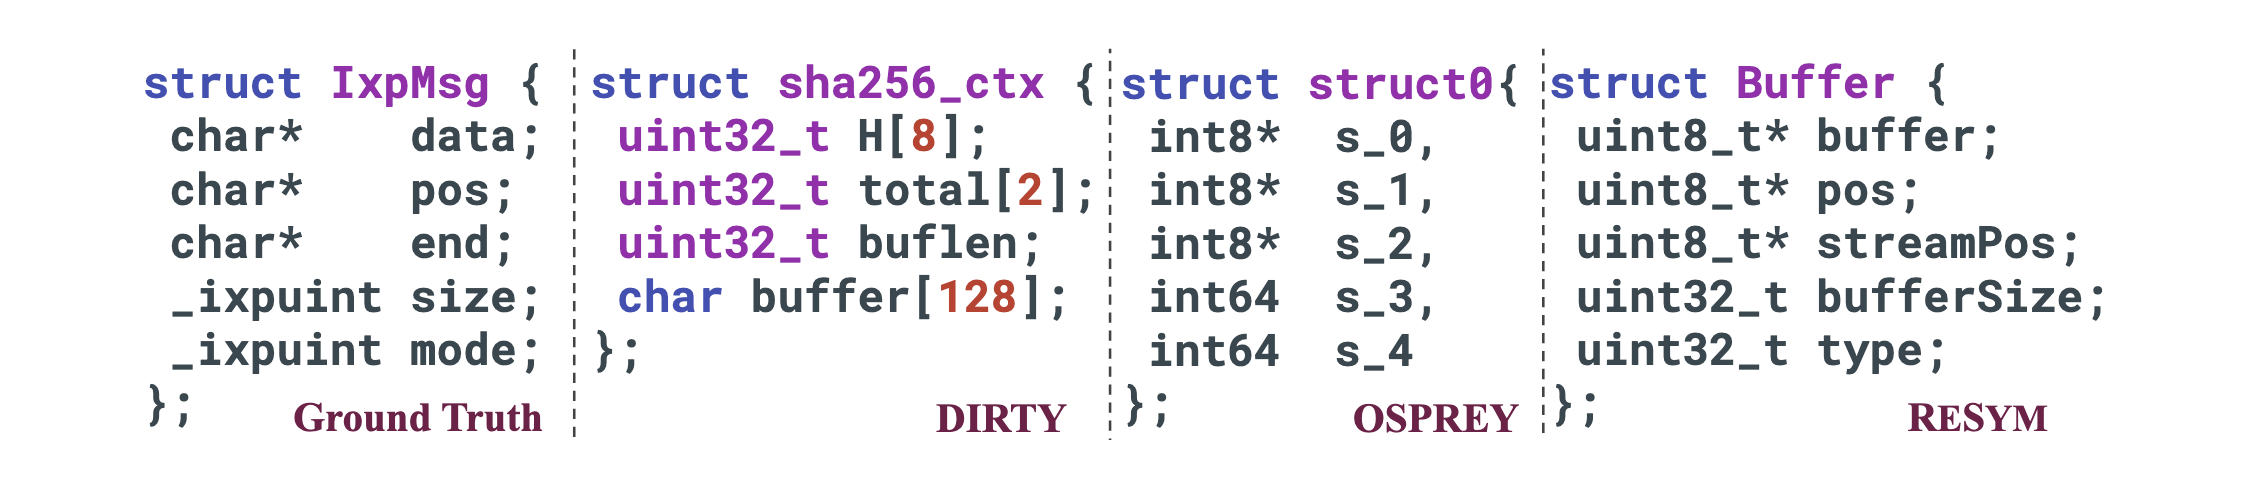 struct IxpMsg {
char* data;
char* pos;
char* end;
_ixpuint size;
_ixpuint mode;
};
Ground Truth
struct sha256_ctx {
uint32_t H[8];
uint32_t total[2];
uint32_t buflen;
char buffer[128];
};
DIRTY
struct struct0{
int8* s_0,
int8* s_1,
int8* s_2,
int64 s_3,
int64 s_4
};
OSPREY
struct Buffer {
uint8_t* buffer;
uint8_t* pos;
uint8_t* streamPos;
uint32_t bufferSize;
uint32_t type;
};
RESYM